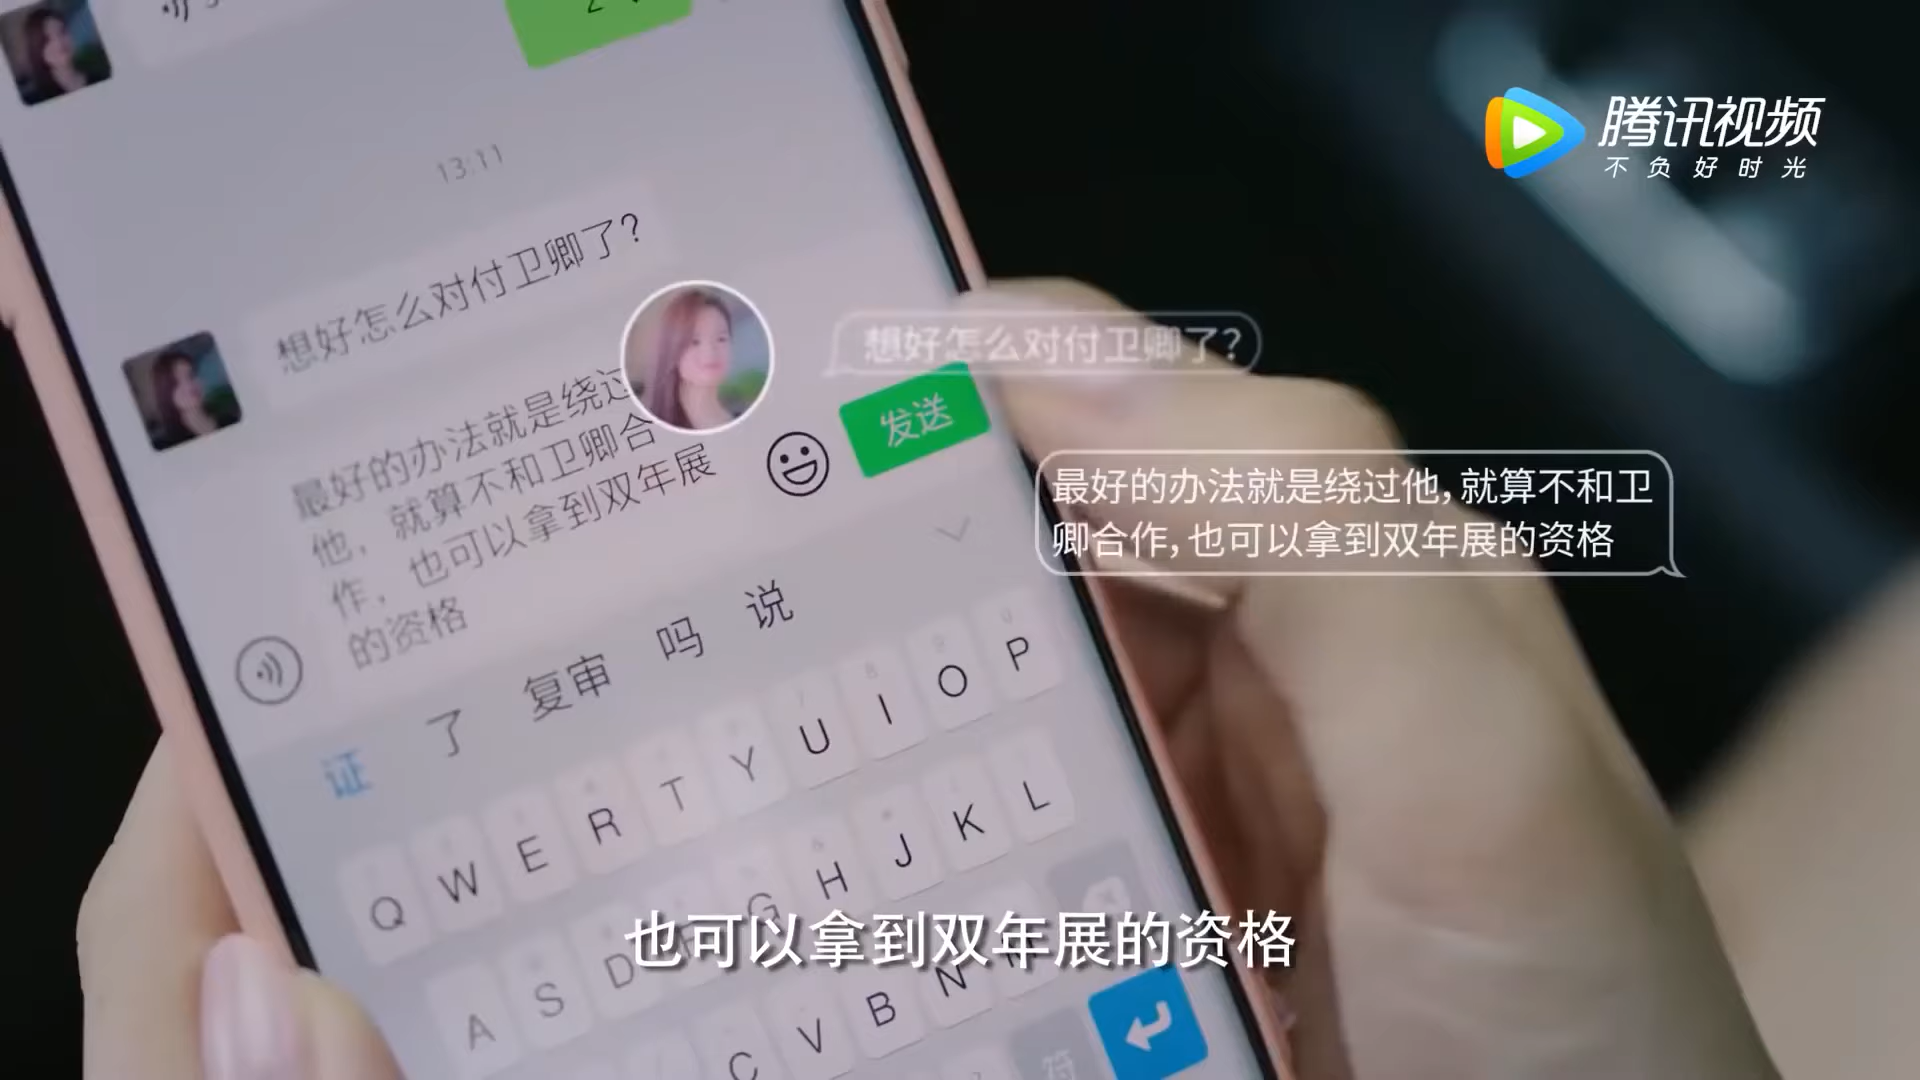 腾讯视频
不负好时光
13:11
想好怎么对付卫卿了？
想好怎么对付卫卿了？
最好的办法就是绕过
他，就算不和卫卿合
作，也可以拿到双年展
的资格
发送
最好的办法就是绕过他，就算不和卫
卿合作，也可以拿到双年展的资格
证 了 复审 吗 说
Q W E R T Y U I O P
A S D F G H J K L
C V B N
符
也可以拿到双年展的资格